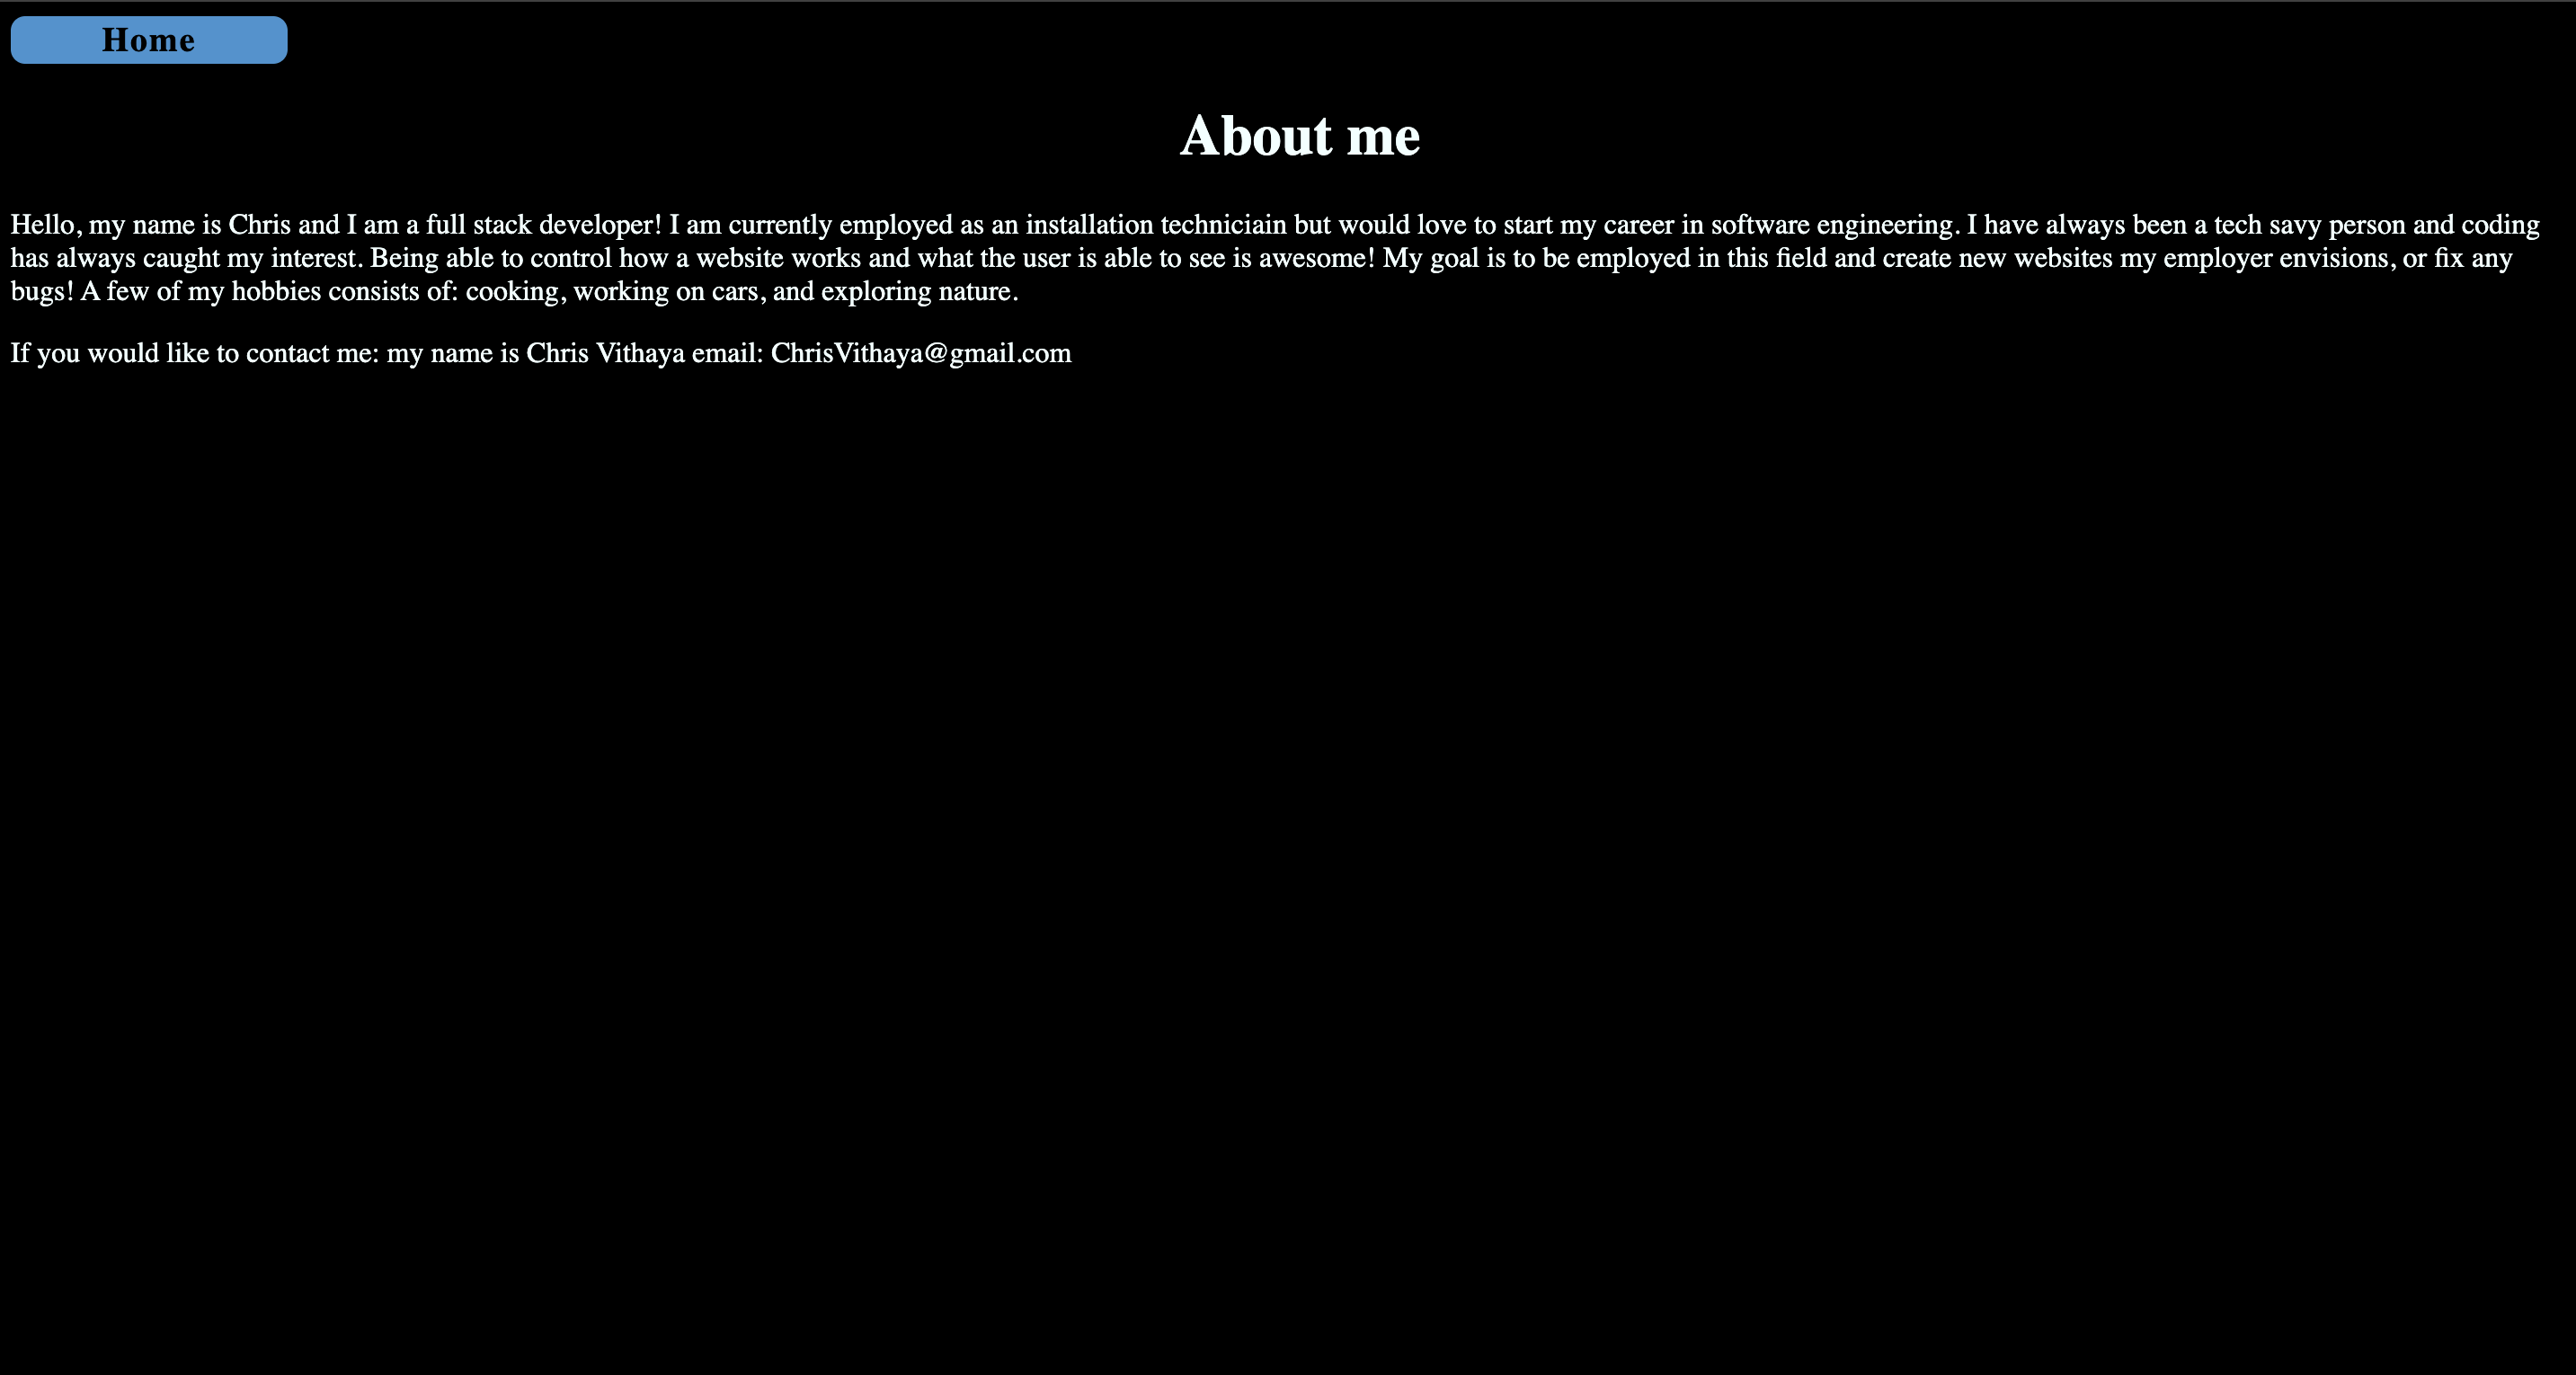 Home
About me
Hello, my name is Chris and I am a full stack developer! I am currently employed as an installation techniciain but would love to start my career in software engineering. I have always been a tech savy person and coding
has always caught my interest. Being able to control how a website works and what the user is able to see is awesome! My goal is to be employed in this field and create new websites my employer envisions, or fix any
bugs! A few of my hobbies consists of: cooking, working on cars, and exploring nature.
If you would like to contact me: my name is Chris Vithaya email: ChrisVithaya@gmail.com